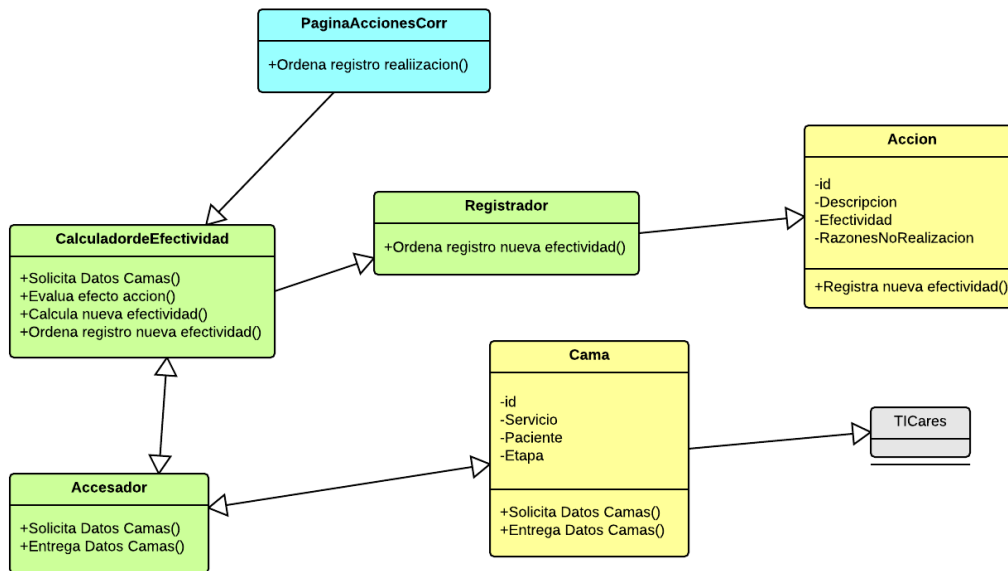 PaginaAccionesCorr
+Ordena registro realiizacion()
Accion
-id
-Descripcion
-Efectividad
-RazonesNoRealizacion
+Registra nueva efectividad()
Registrador
+Ordena registro nueva efectividad()
CalculadordeEfectividad
+Solicita Datos Camas()
+Evalua efecto accion()
+Calcula nueva efectividad()
+Ordena registro nueva efectividad()
Cama
-id
-Servicio
-Paciente
-Etapa
+Solicita Datos Camas()
+Entrega Datos Camas()
TICares
Accesador
+Solicita Datos Camas()
+Entrega Datos Camas()